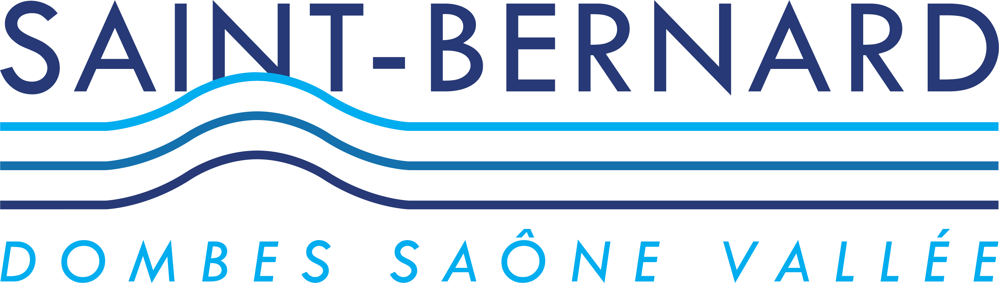 SAINT-BERNARD
DOMBES SAÔNE VALLÉE